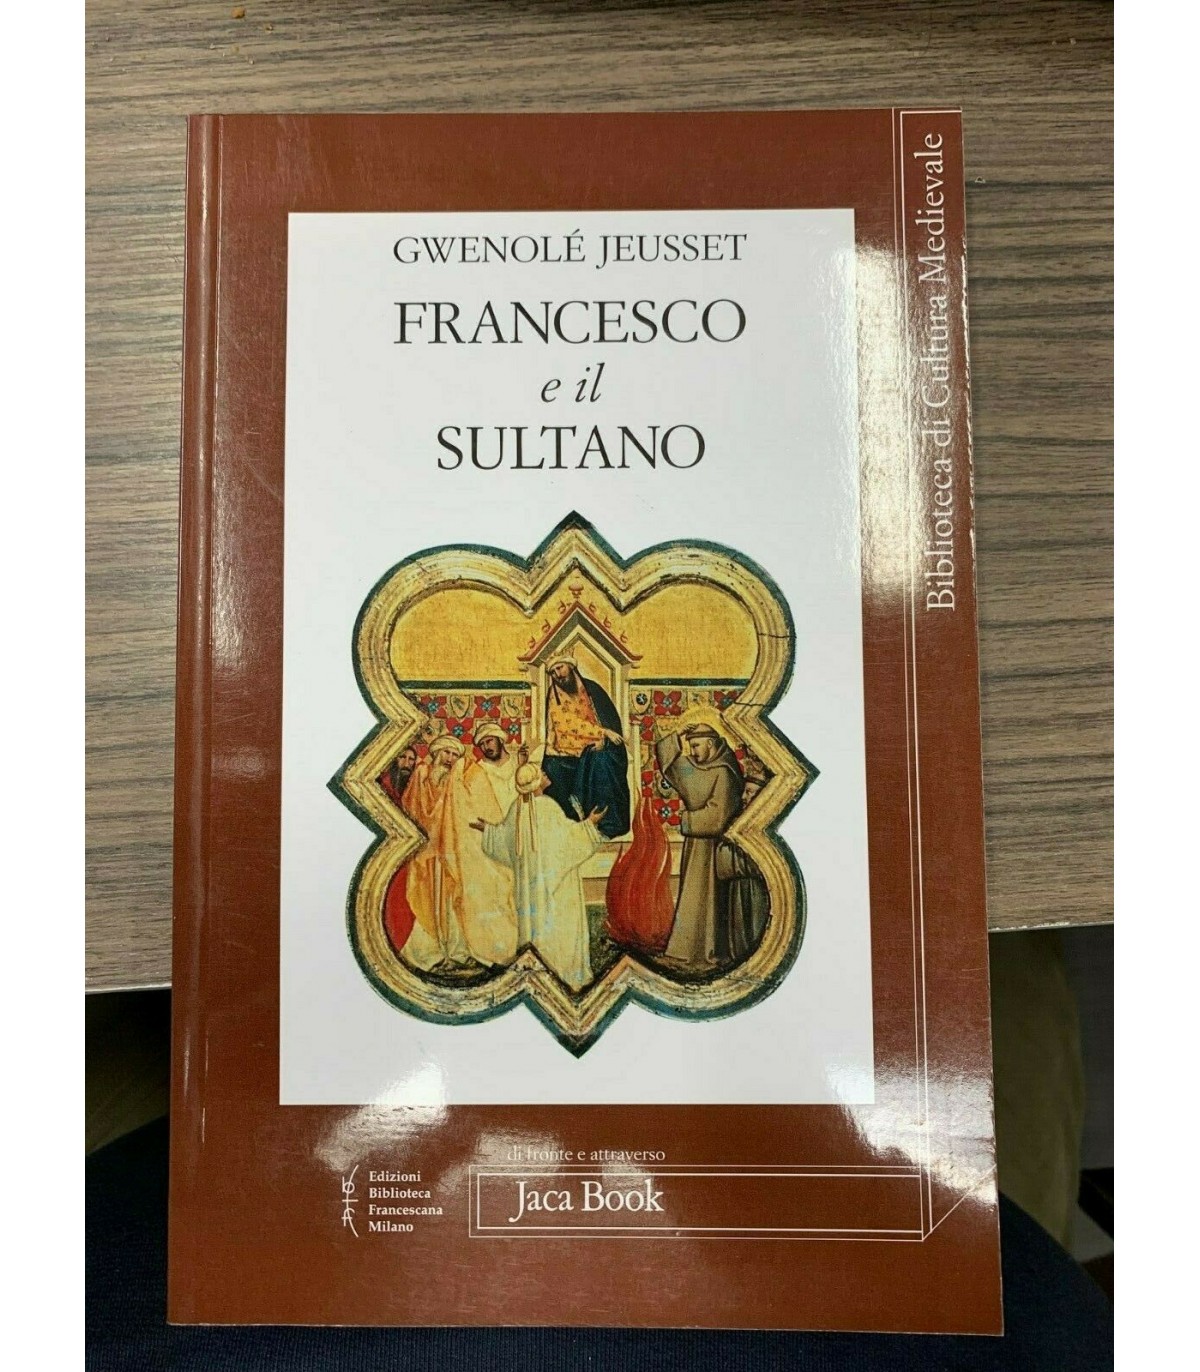 GWENOLÉ JEUSSET
FRANCESCO
e il
SULTANO
Biblioteca di Cultura Medievale
di fronte e attraverso
Jaca Book
Edizioni
Biblioteca
Francescana
Milano